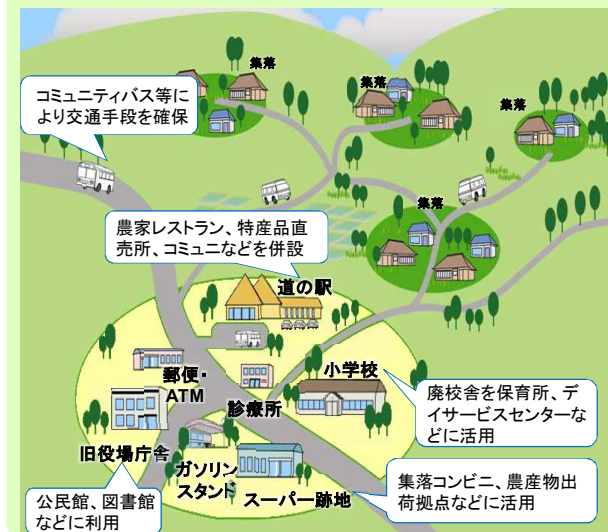 集落
集落
集落
コミュニティバス等に
より交通手段を確保
集落
農家レストラン、特産品直
売所、コミュニなどを併設
道の駅
郵便・
ATM
診療所
小学校
廃校舎を保育所、デ
イサービスセンターな
どに活用
旧役場庁舎
ガソリン
スタンド
スーパー跡地
公民館、図書館
などに利用
集落コンビニ、農産物出
荷拠点などに活用